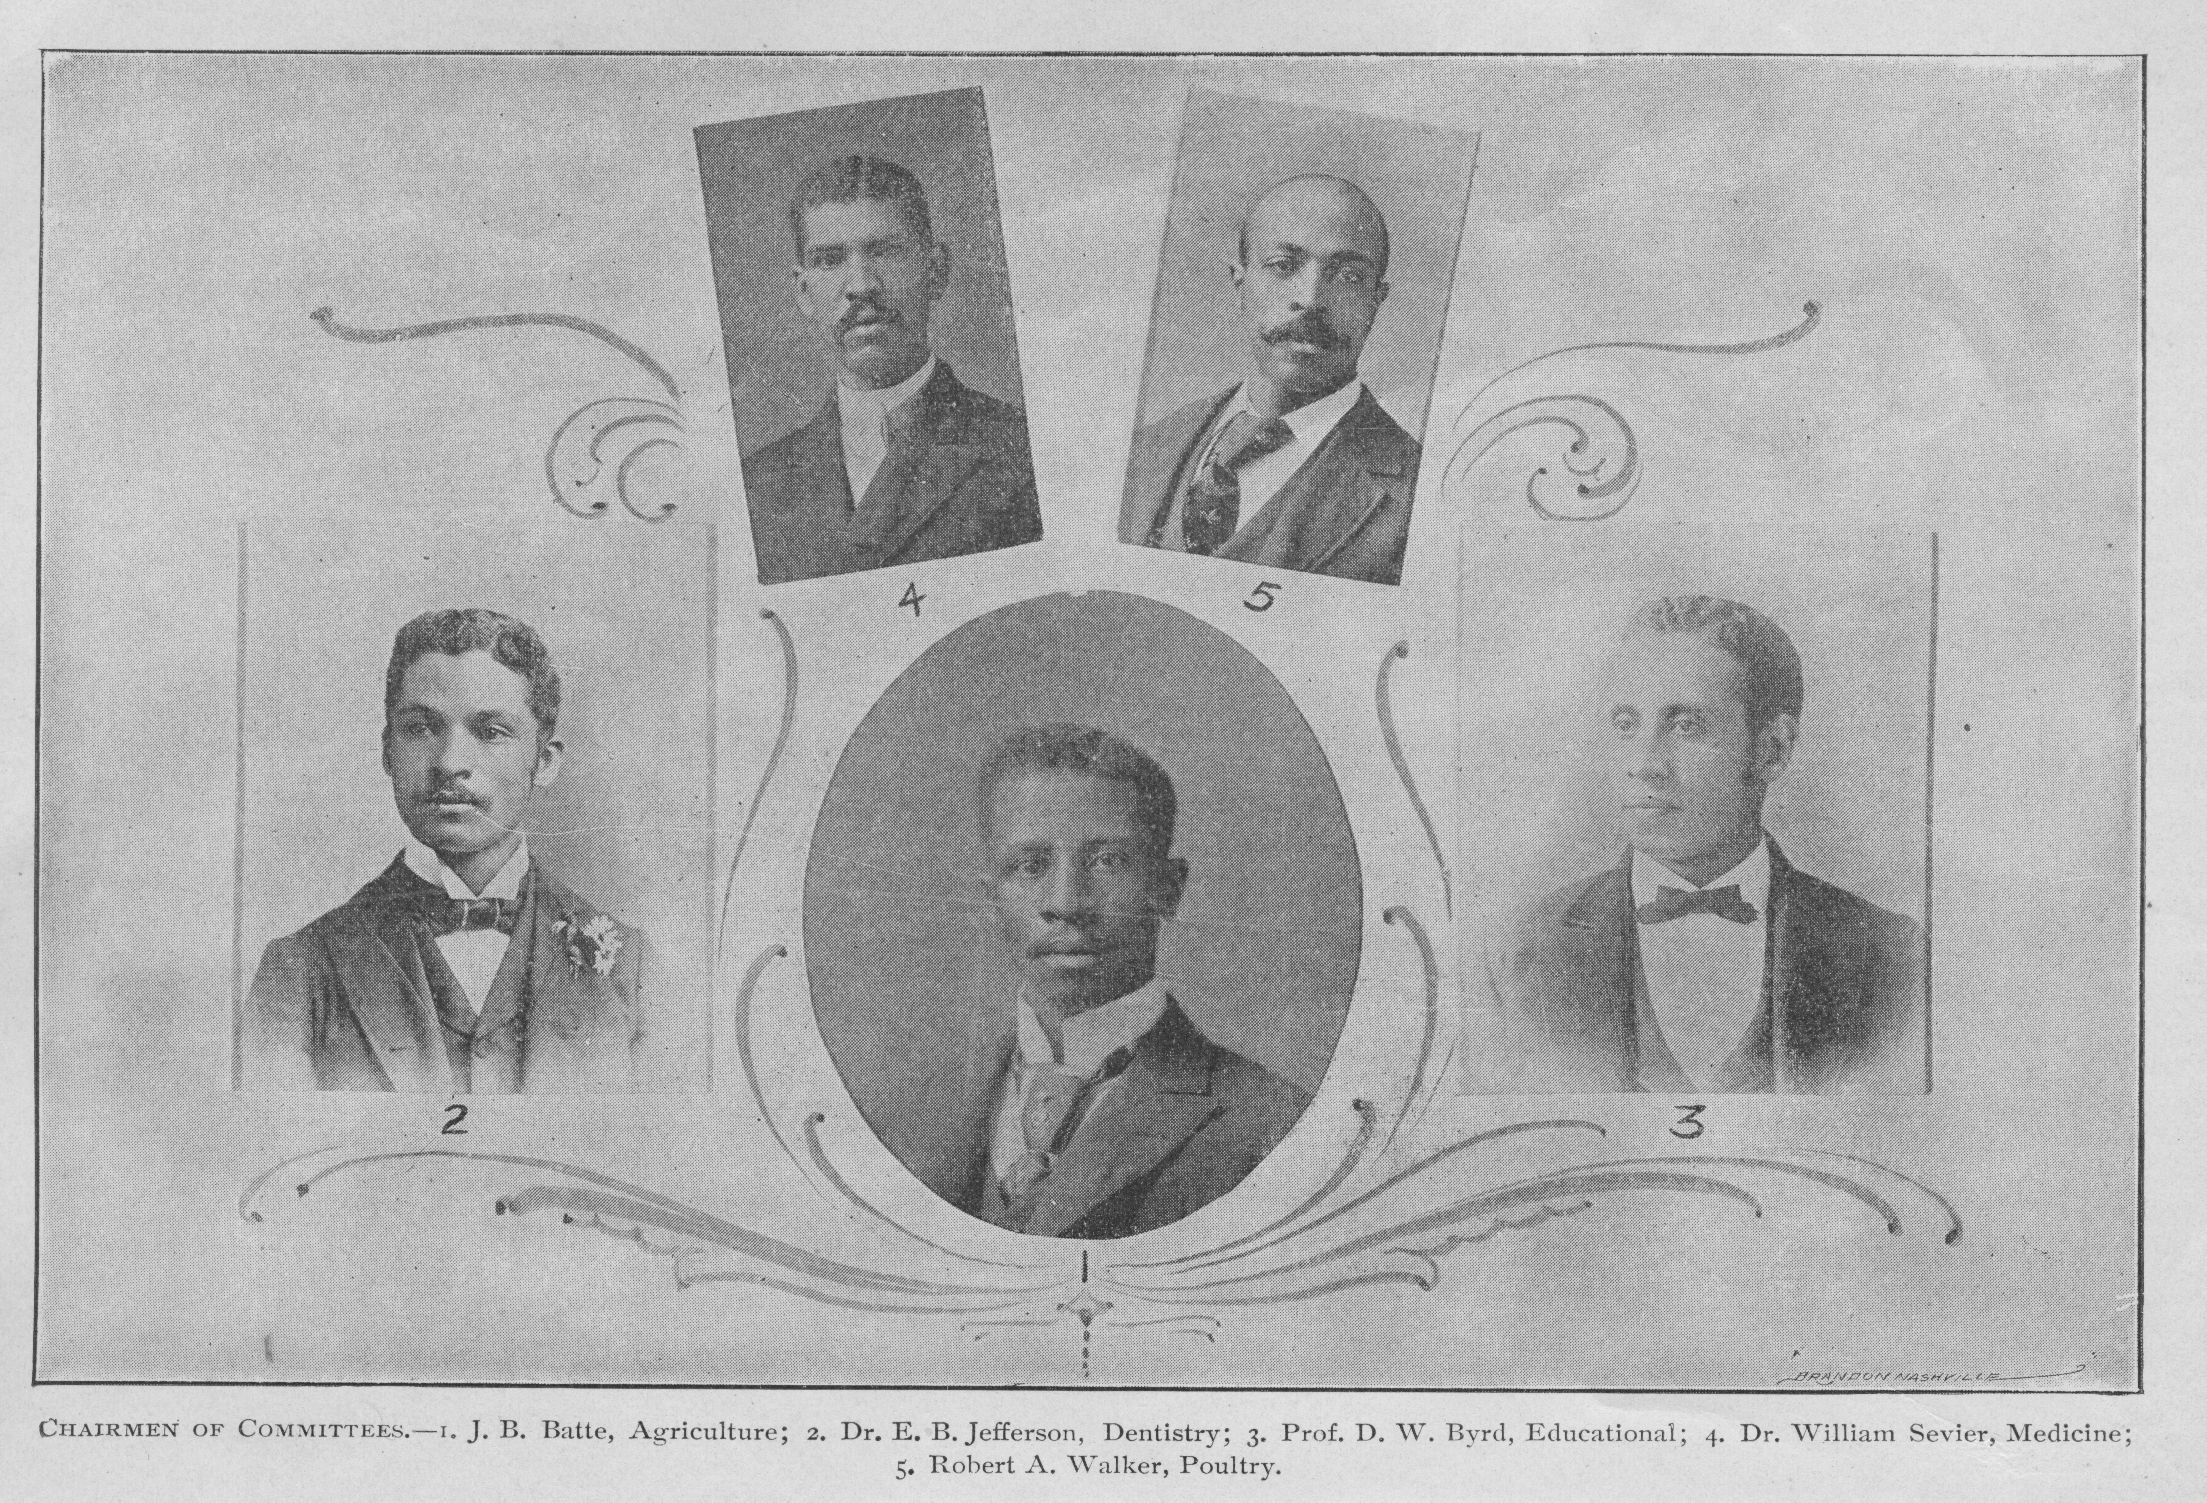 4
5
2
3
1
BRANDON NASHVILLE
CHAIRMEN OF COMMITTEES.—1. J. B. Batte, Agriculture; 2. Dr. E. B. Jefferson, Dentistry; 3. Prof. D. W. Byrd, Educational; 4. Dr. William Sevier, Medicine;
5. Robert A. Walker, Poultry.